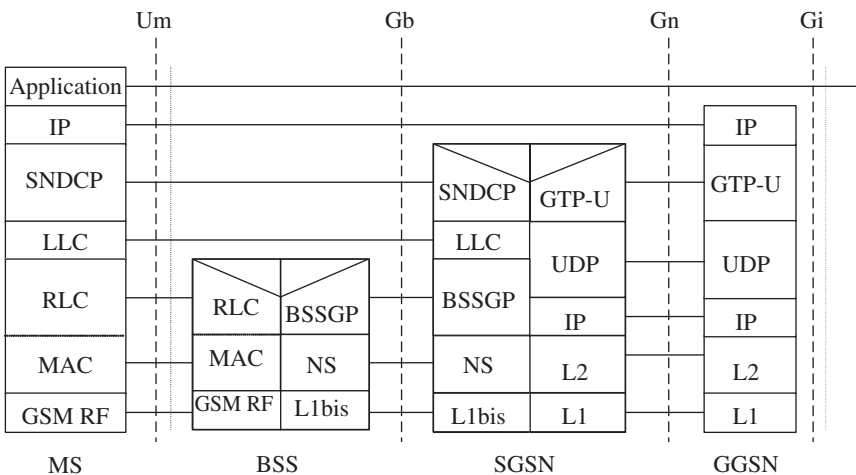 Um Gb Gn Gi
Application
IP IP
SNDCP SNDCP GTP-U GTP-U
LLC LLC UDP UDP
RLC RLC BSSGP BSSGP IP IP
MAC MAC NS NS L2 L2
GSM RF GSM RF L1bis L1bis L1 L1
MS BSS SGSN GGSN